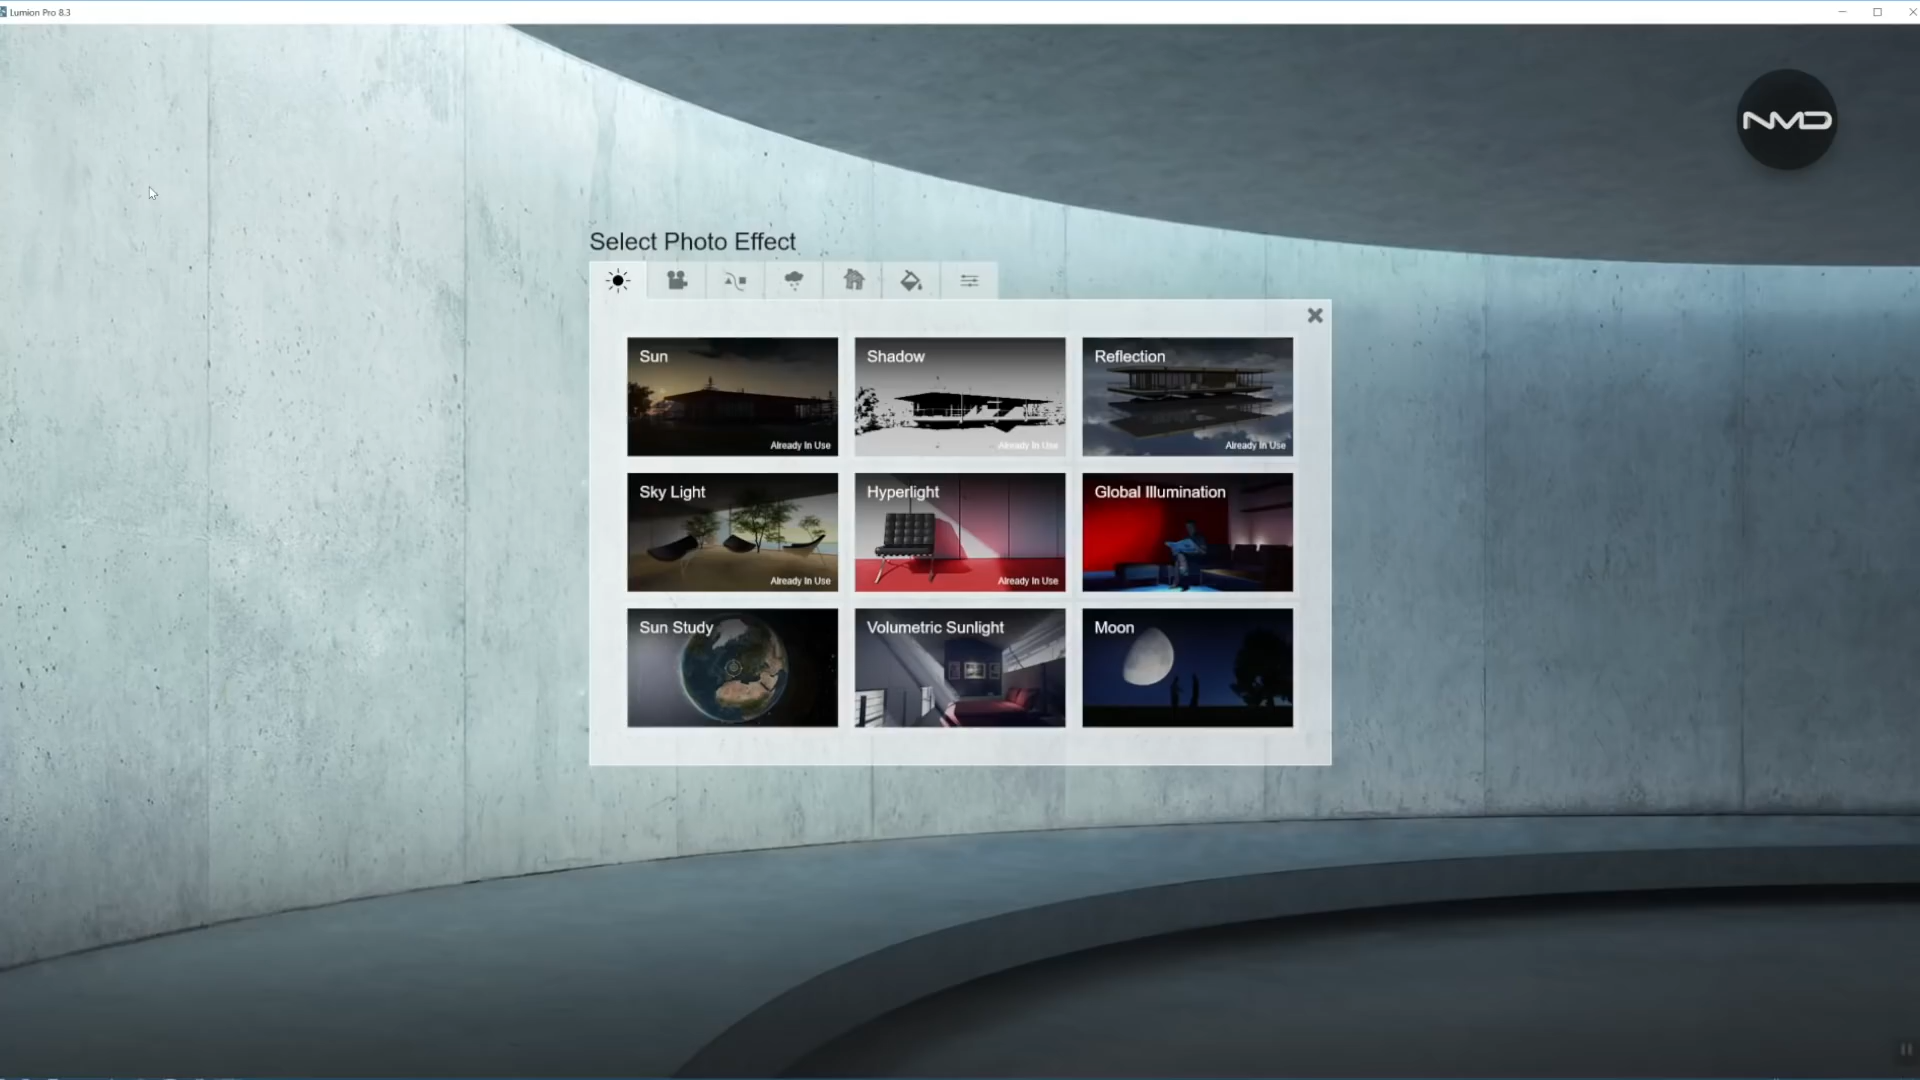 Lumion Pro 8.3
NMD
Select Photo Effect
Sun
Already In Use
Shadow
Already In Use
Reflection
Already In Use
Sky Light
Already In Use
Hyperlight
Already In Use
Global Illumination
Sun Study
Volumetric Sunlight
Moon